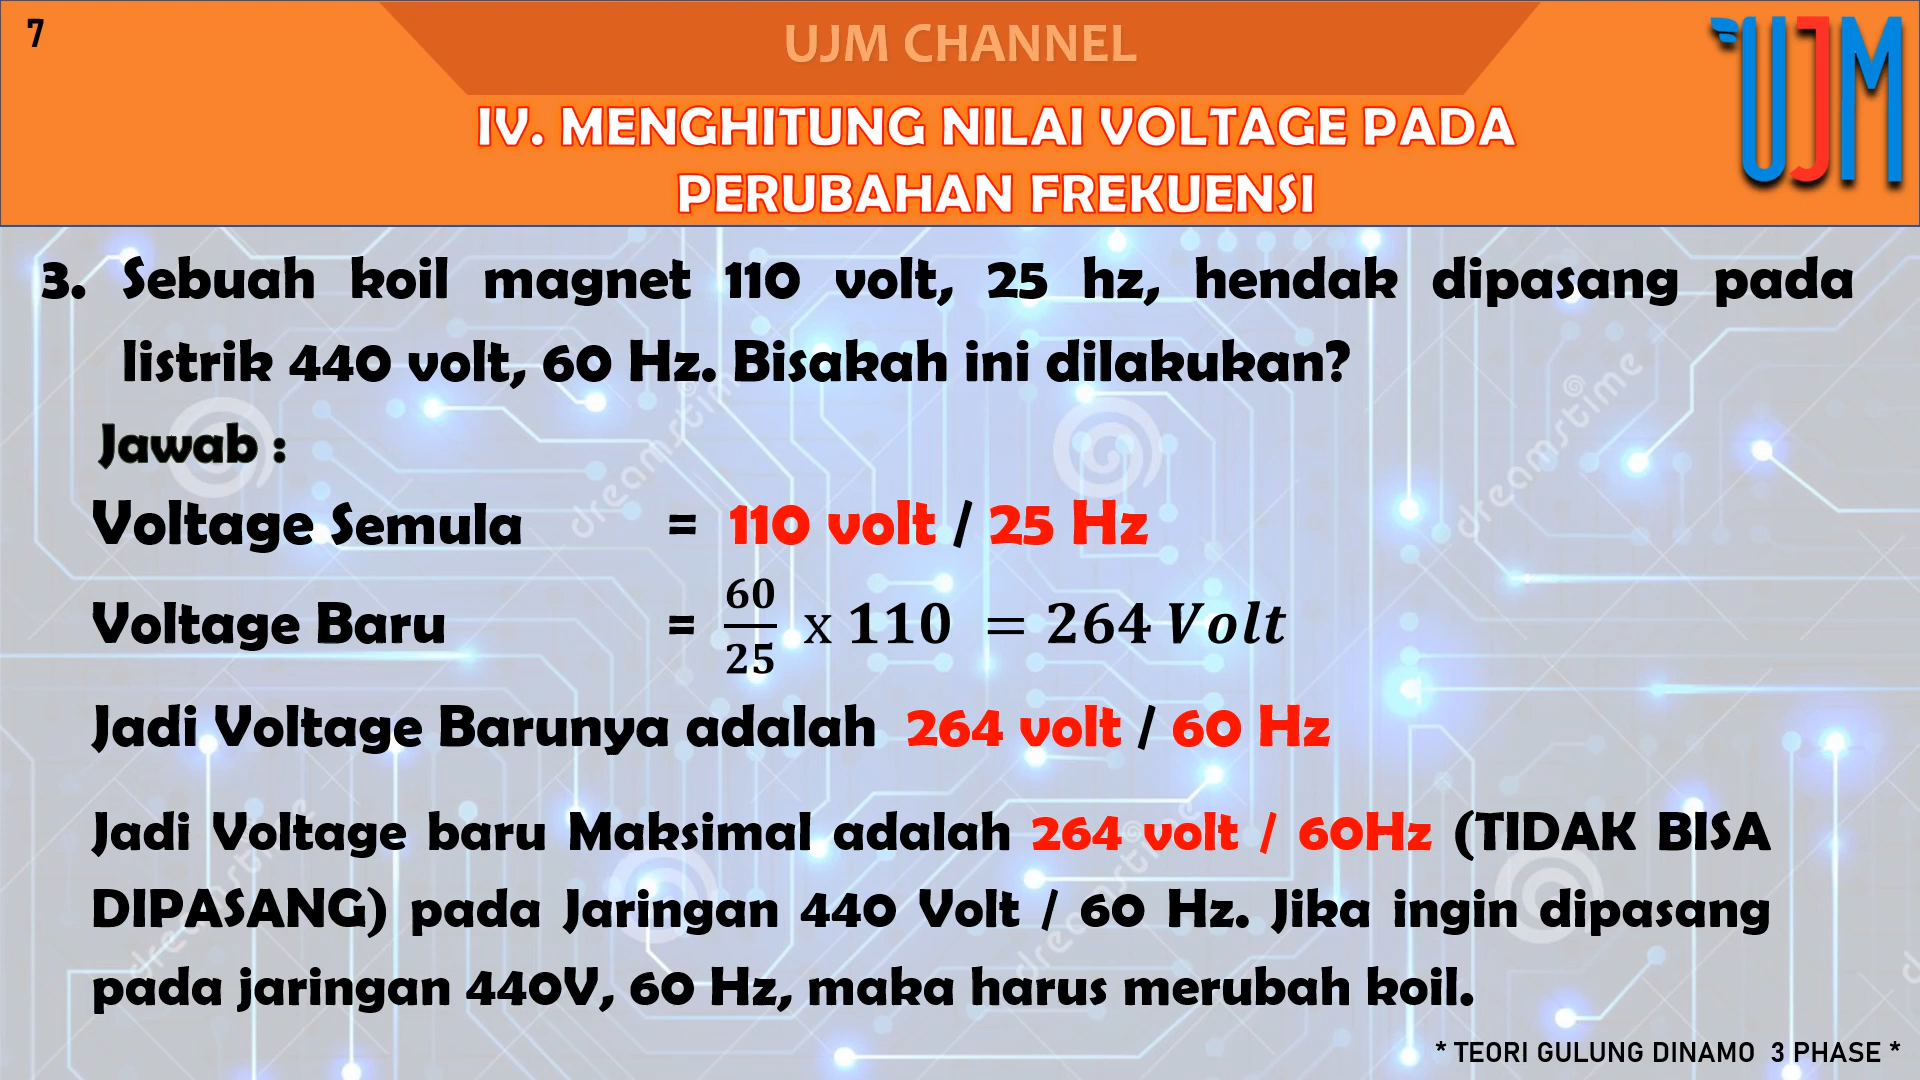 7
UJM CHANNEL
UJM
IV. MENGHITUNG NILAI VOLTAGE PADA
PERUBAHAN FREKUENSI
3. Sebuah koil magnet 110 volt, 25 hz, hendak dipasang pada
listrik 440 volt, 60 Hz. Bisakah ini dilakukan?
Jawab :
Voltage Semula = 110 volt / 25 Hz
Voltage Baru = 60/25 x 110 = 264 Volt
Jadi Voltage Barunya adalah 264 volt / 60 Hz
Jadi Voltage baru Maksimal adalah 264 volt / 60Hz (TIDAK BISA
DIPASANG) pada Jaringan 440 Volt / 60 Hz. Jika ingin dipasang
pada jaringan 440V, 60 Hz, maka harus merubah koil.
* TEORI GULUNG DINAMO 3 PHASE *
dreamstime
dreamstime
dreamstime
dreamstime